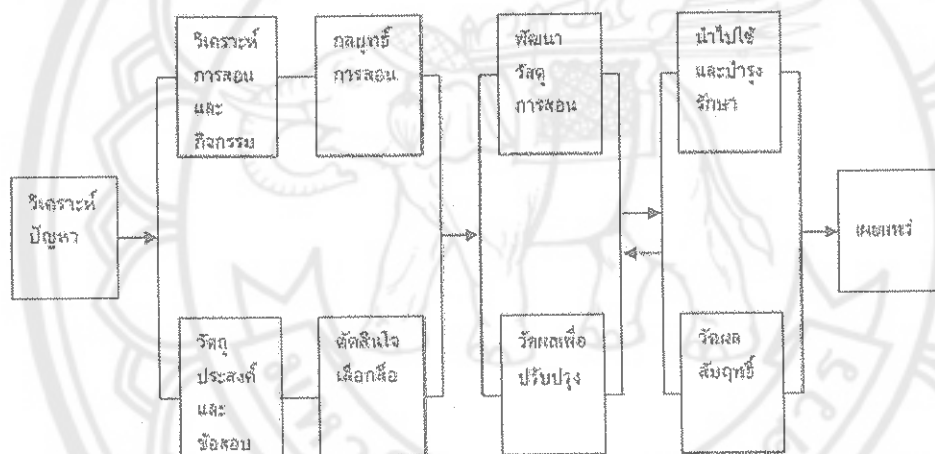 วิเคราะห์
การสอน
และ
กิจกรรม
กลยุทธ์
การสอน
พัฒนา
วัสดุ
การสอน
นำไปใช้
และบำรุง
รักษา
วิเคราะห์
ปัญหา
เผยแพร่
วัตถุ
ประสงค์
และ
ข้อสอบ
ตัดสินใจ
เลือกสื่อ
วัดผลเพื่อ
ปรับปรุง
วัดผล
สัมฤทธิ์